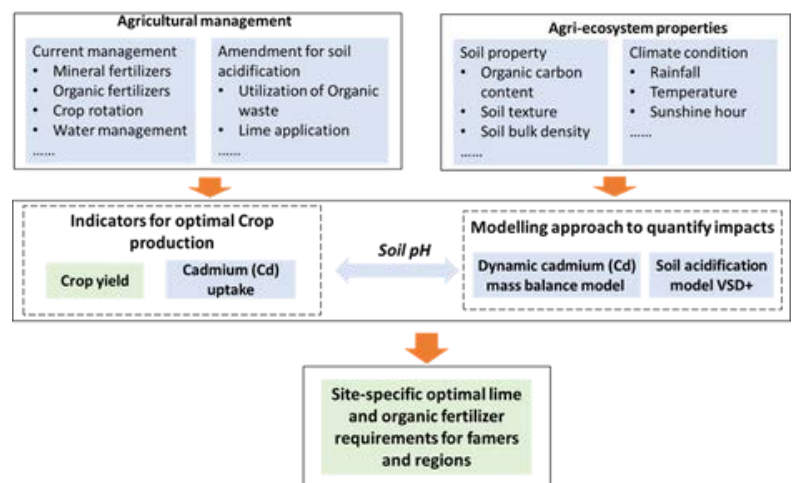 Agricultural management
Current management
• Mineral fertilizers
• Organic fertilizers
• Crop rotation
• Water management
......
Amendment for soil
acidification
• Utilization of Organic
waste
• Lime application
......
Agri-ecosystem properties
Soil property
• Organic carbon
content
• Soil texture
• Soil bulk density
......
Climate condition
• Rainfall
• Temperature
• Sunshine hour
......
Indicators for optimal Crop
production
Crop yield
Cadmium (Cd)
uptake
Soil pH
Modelling approach to quantify impacts
Dynamic cadmium (Cd)
mass balance model
Soil acidification
model VSD+
Site-specific optimal lime
and organic fertilizer
requirements for famers
and regions